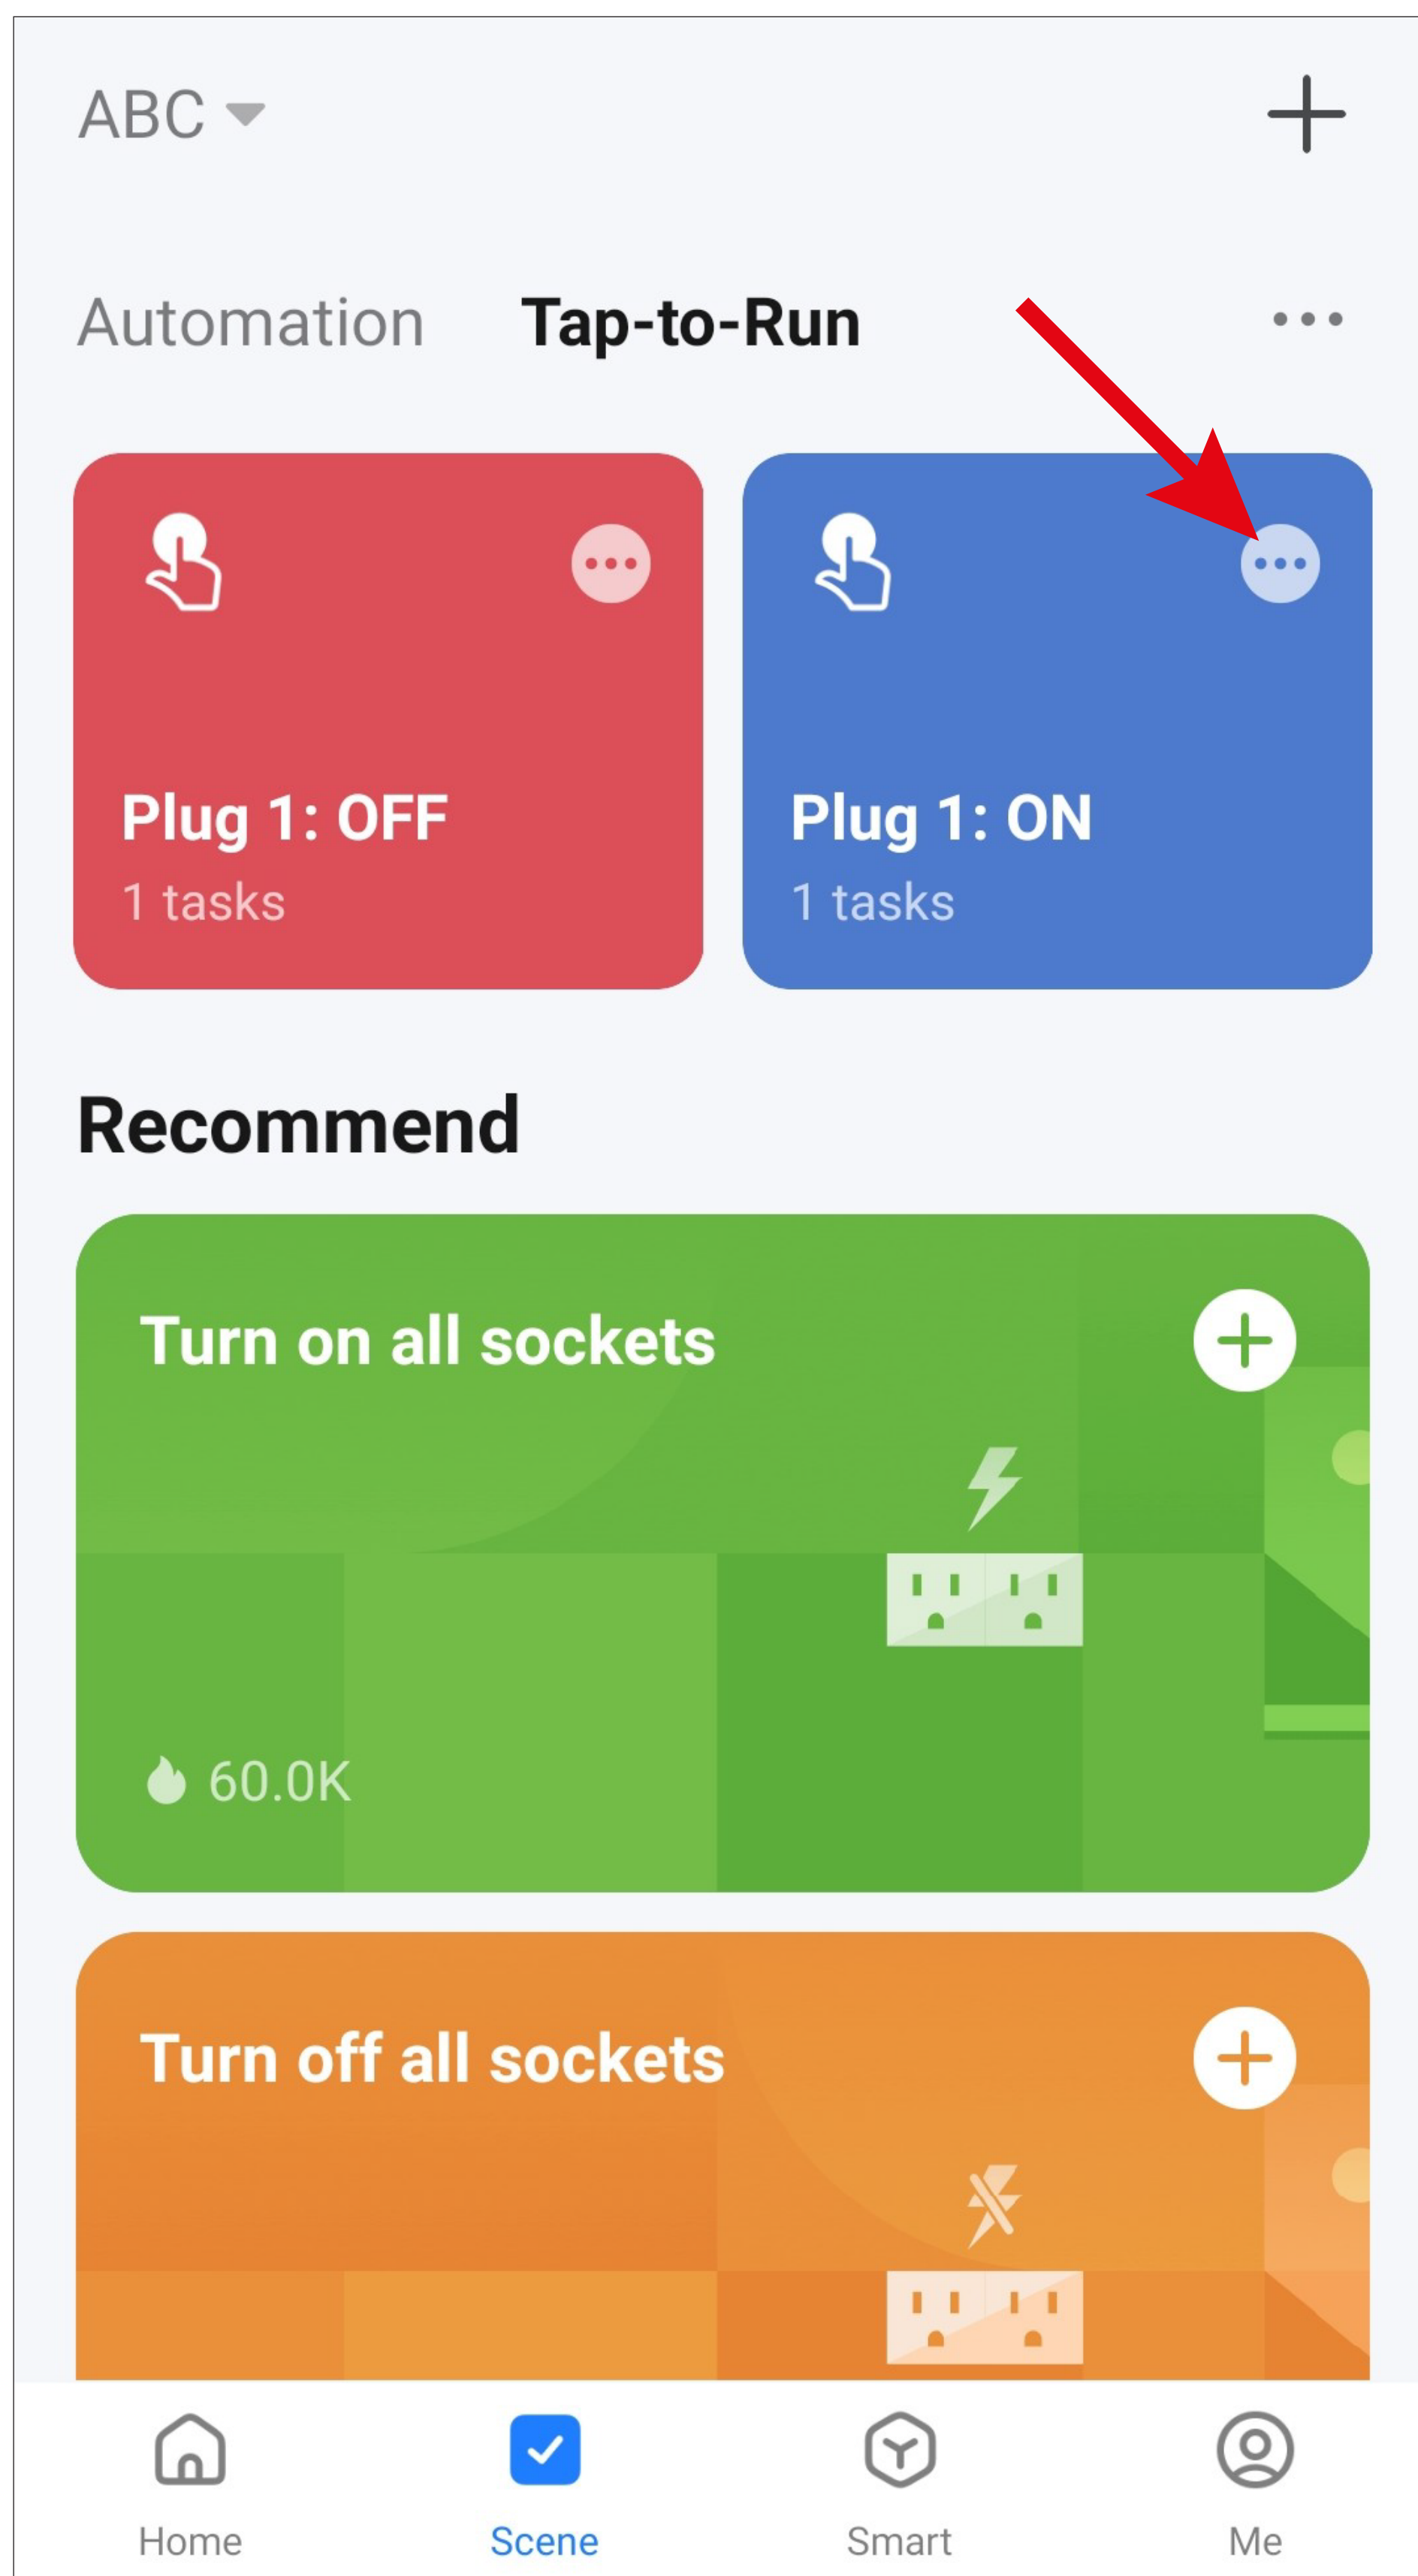 ABC
Automation Tap-to-Run
Plug 1: OFF
1 tasks
Plug 1: ON
1 tasks
Recommend
Turn on all sockets
60.0K
Turn off all sockets
Home Scene Smart Me